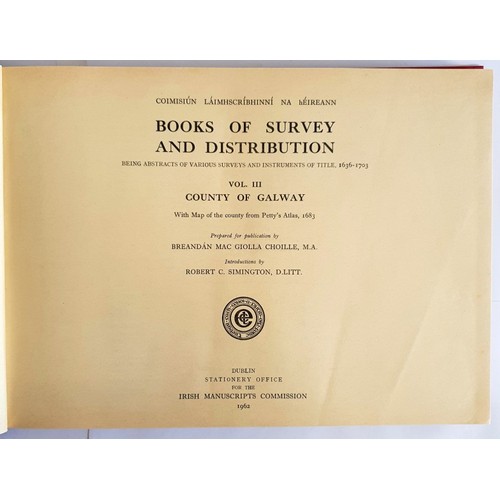 COIMISIÚN LÁIMHSCRÍBHINNÍ NA hÉIREANN
BOOKS OF SURVEY
AND DISTRIBUTION
BEING ABSTRACTS OF VARIOUS SURVEYS AND INSTRUMENTS OF TITLE, 1636-1703
VOL. III
COUNTY OF GALWAY
With Map of the county from Petty's Atlas, 1683
Prepared for publication by
BREANDÁN MAC GIOLLA CHOILLE, M.A.
Introductions by
ROBERT C. SIMINGTON, D.LITT.
DUBLIN
STATIONERY OFFICE
FOR THE
IRISH MANUSCRIPTS COMMISSION
1962